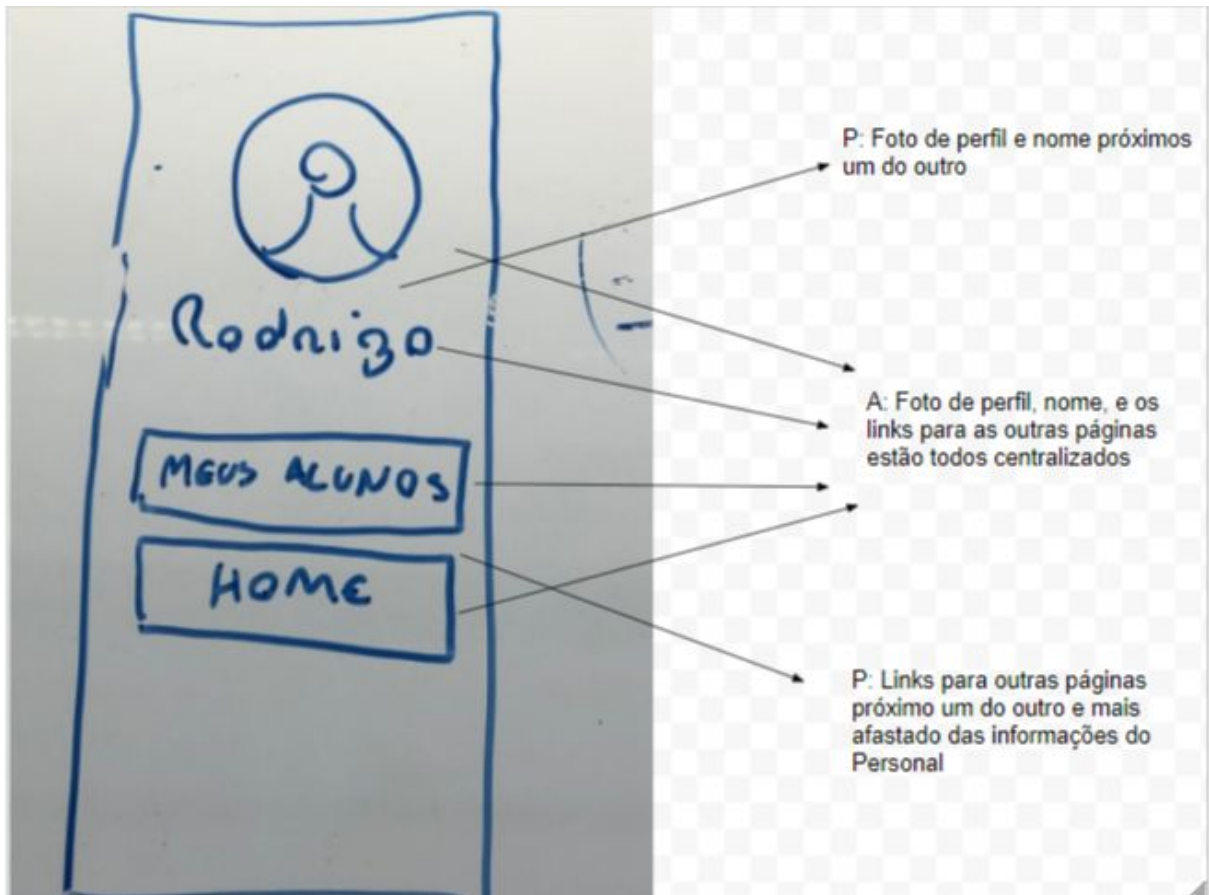 Rodrigo
MEUS ALUNOS
HOME
P: Foto de perfil e nome próximos
um do outro
A: Foto de perfil, nome, e os
links para as outras páginas
estão todos centralizados
P: Links para outras páginas
próximo um do outro e mais
afastado das informações do
Personal